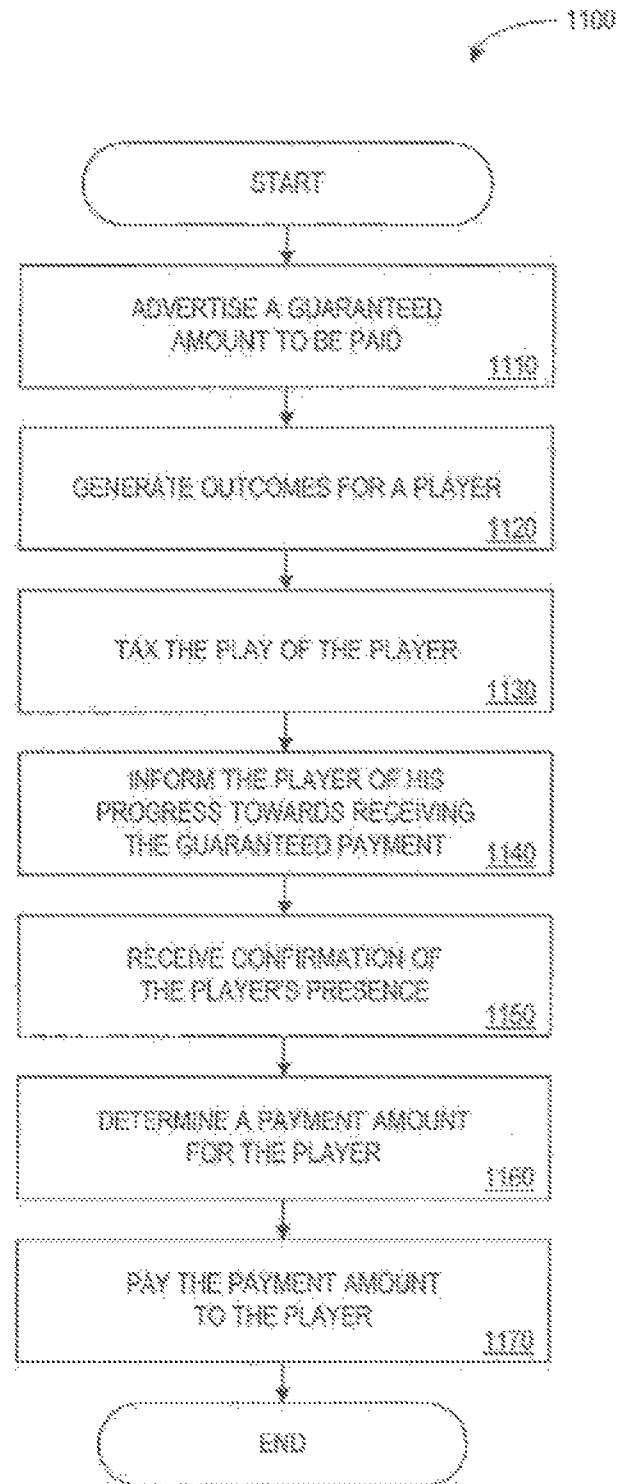 1100
START
ADVERTISE A GUARANTEED
AMOUNT TO BE PAID
1110
GENERATE OUTCOMES FOR A PLAYER
1120
TAX THE PLAY OF THE PLAYER
1130
INFORM THE PLAYER OF HIS
PROGRESS TOWARDS RECEIVING
THE GUARANTEED PAYMENT
1140
RECEIVE CONFIRMATION OF
THE PLAYER'S PRESENCE
1150
DETERMINE A PAYMENT AMOUNT
FOR THE PLAYER
1160
PAY THE PAYMENT AMOUNT
TO THE PLAYER
1170
END